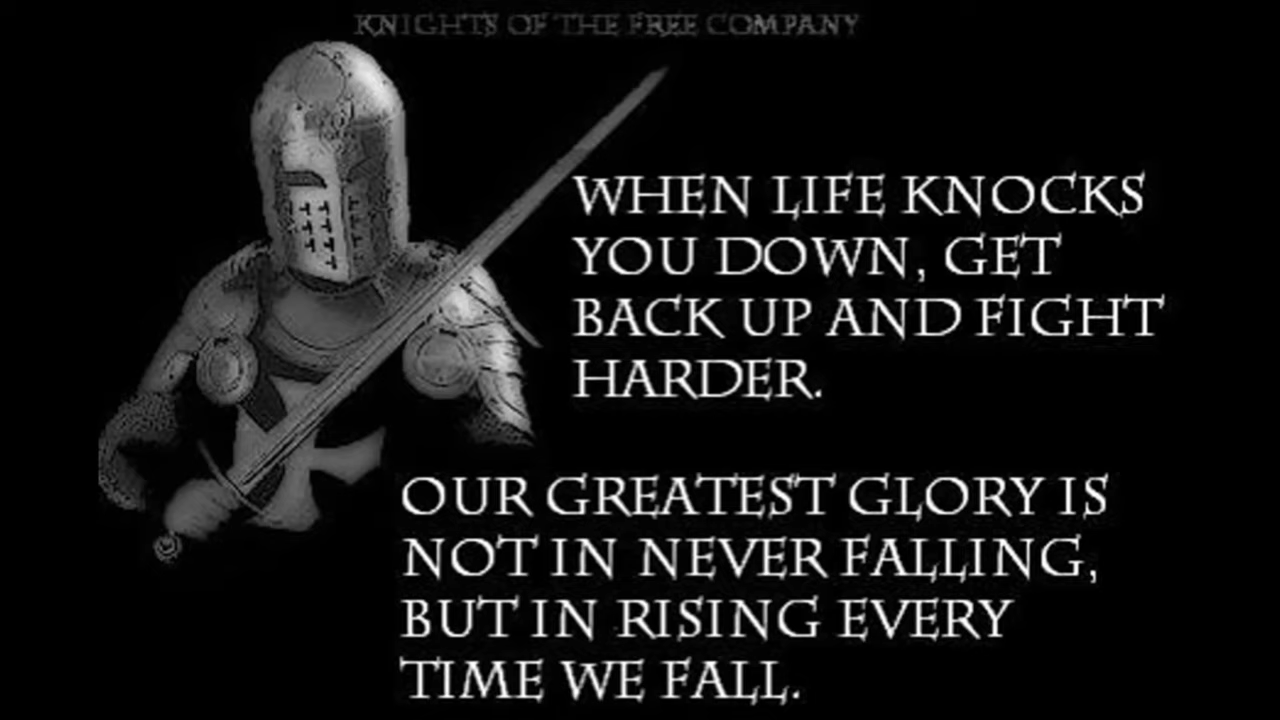 KNIGHTS OF THE FREE COMPANY
WHEN LIFE KNOCKS
YOU DOWN, GET
BACK UP AND FIGHT
HARDER.
OUR GREATEST GLORY IS
NOT IN NEVER FALLING,
BUT IN RISING EVERY
TIME WE FALL.